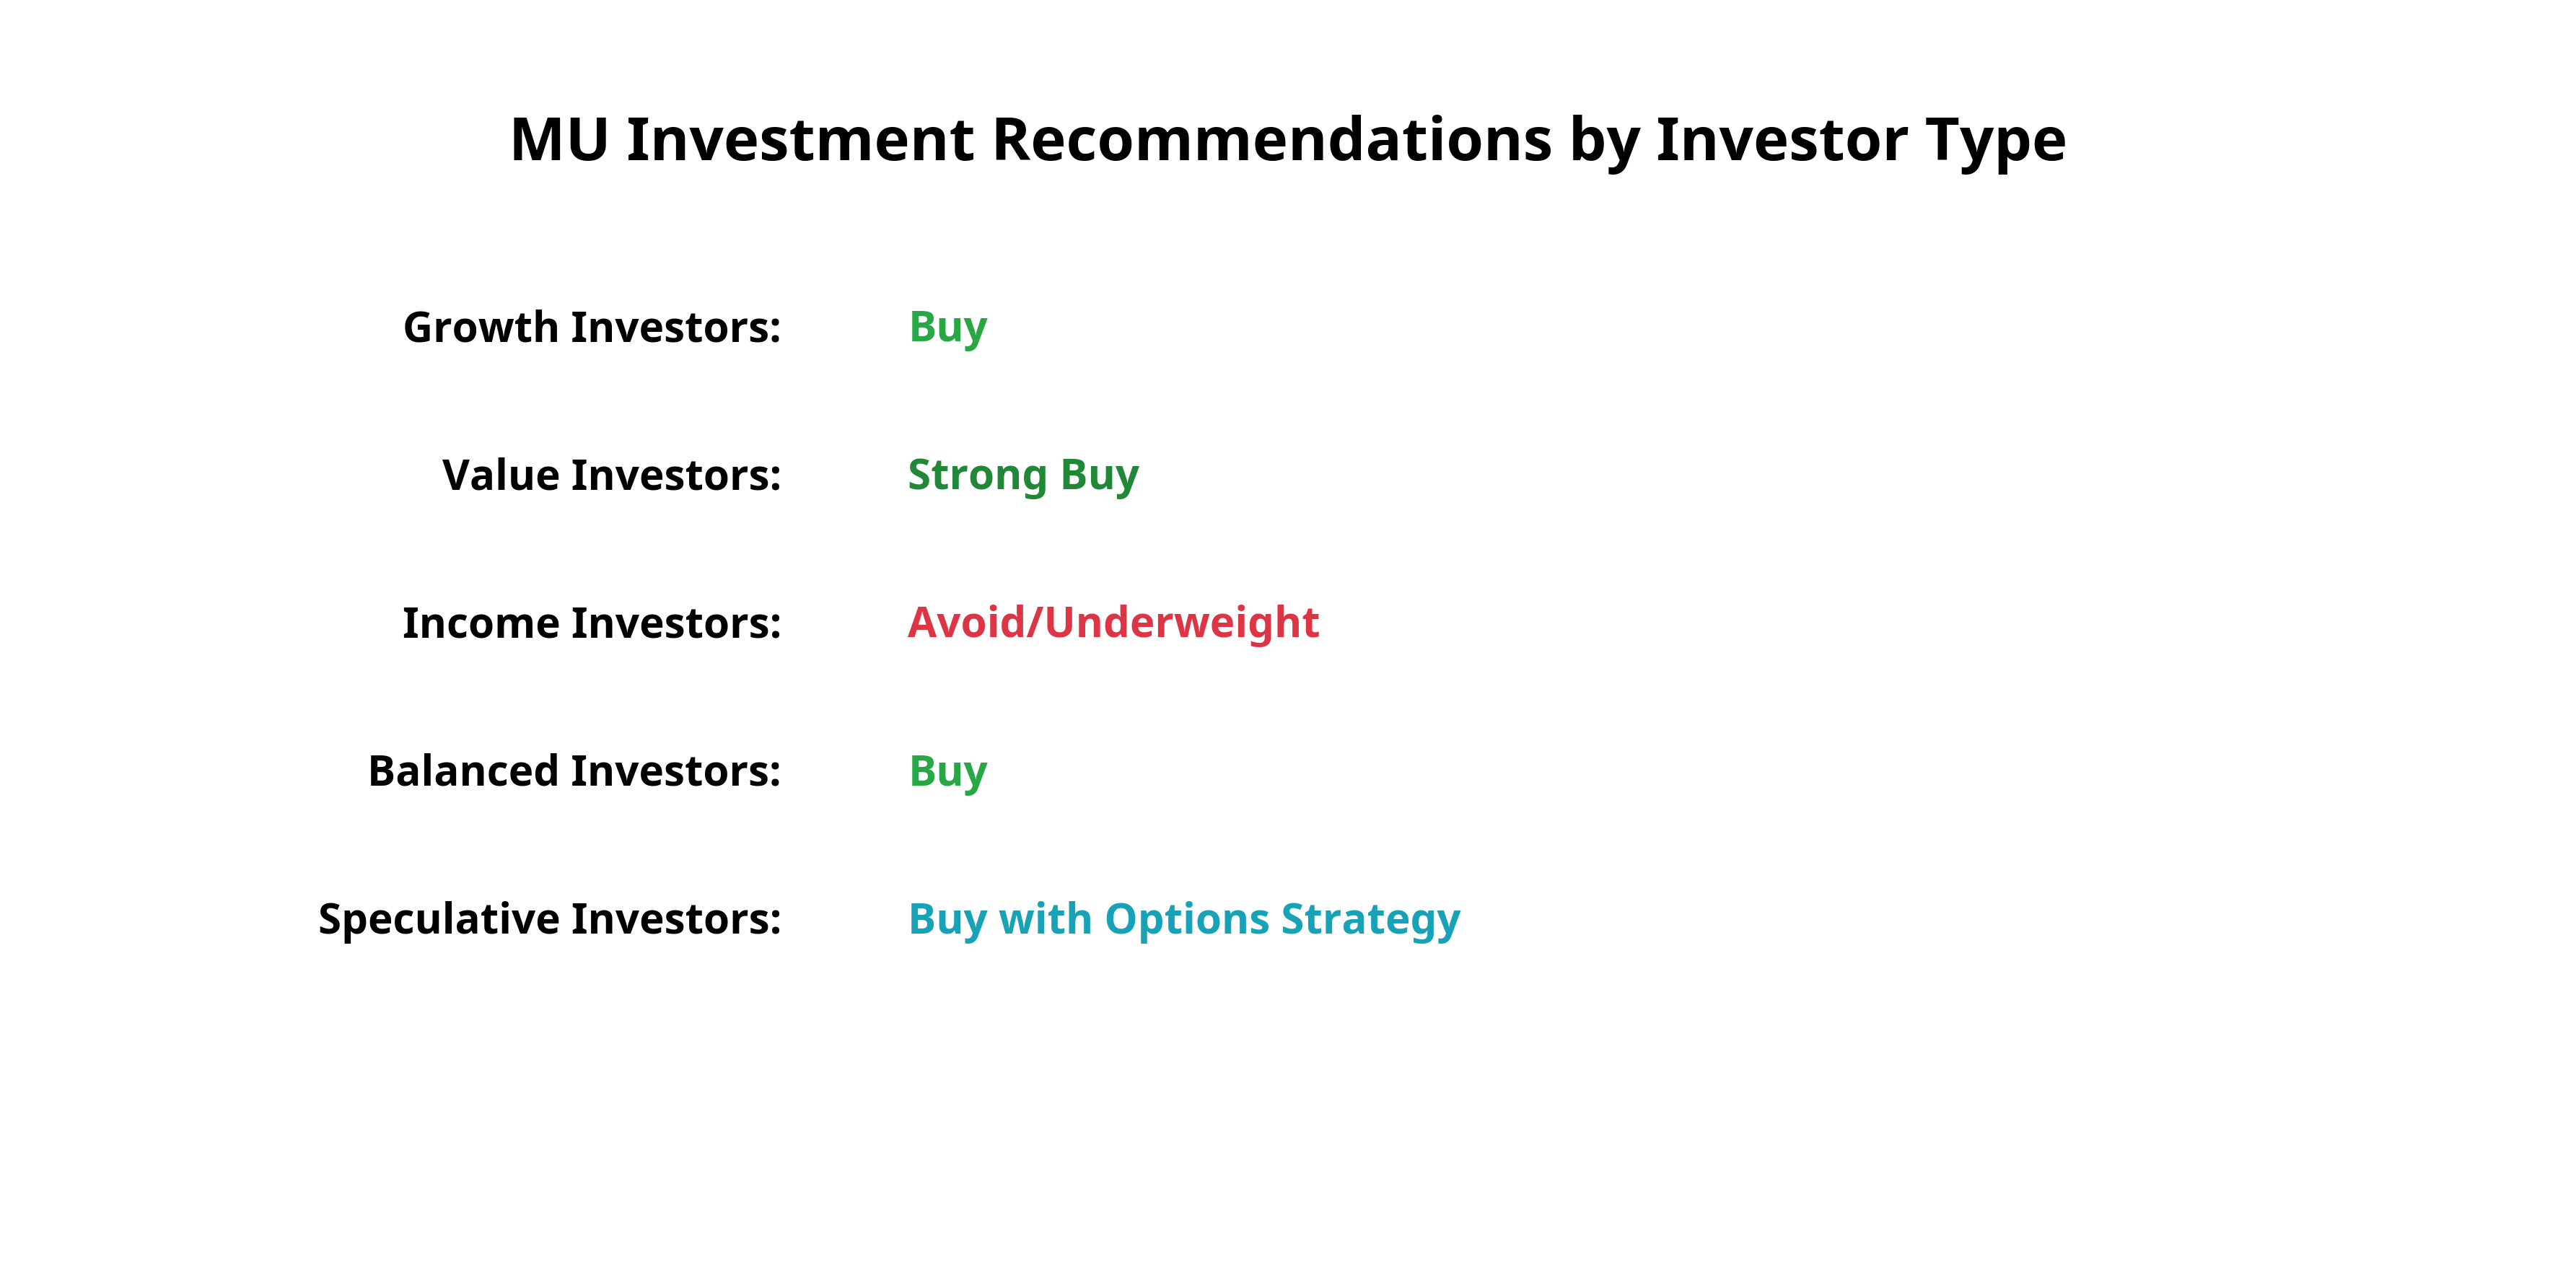 MU Investment Recommendations by Investor Type
Growth Investors: Buy
Value Investors: Strong Buy
Income Investors: Avoid/Underweight
Balanced Investors: Buy
Speculative Investors: Buy with Options Strategy